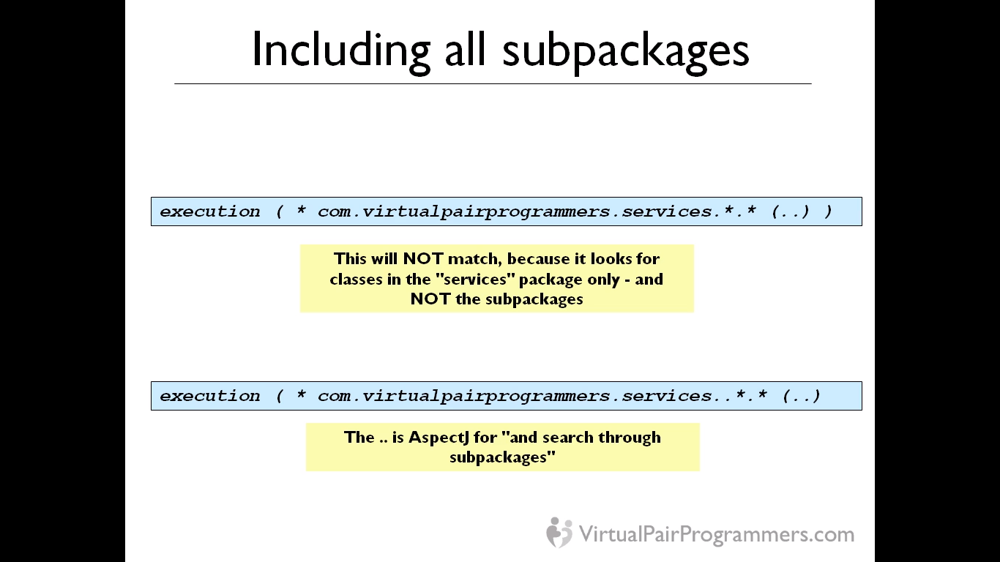 Including all subpackages
execution ( * com.virtualpairprogrammers.services.*.* (..) )
This will NOT match, because it looks for
classes in the "services" package only - and
NOT the subpackages
execution ( * com.virtualpairprogrammers.services..*.* (..)
The .. is AspectJ for "and search through
subpackages"
VirtualPairProgrammers.com